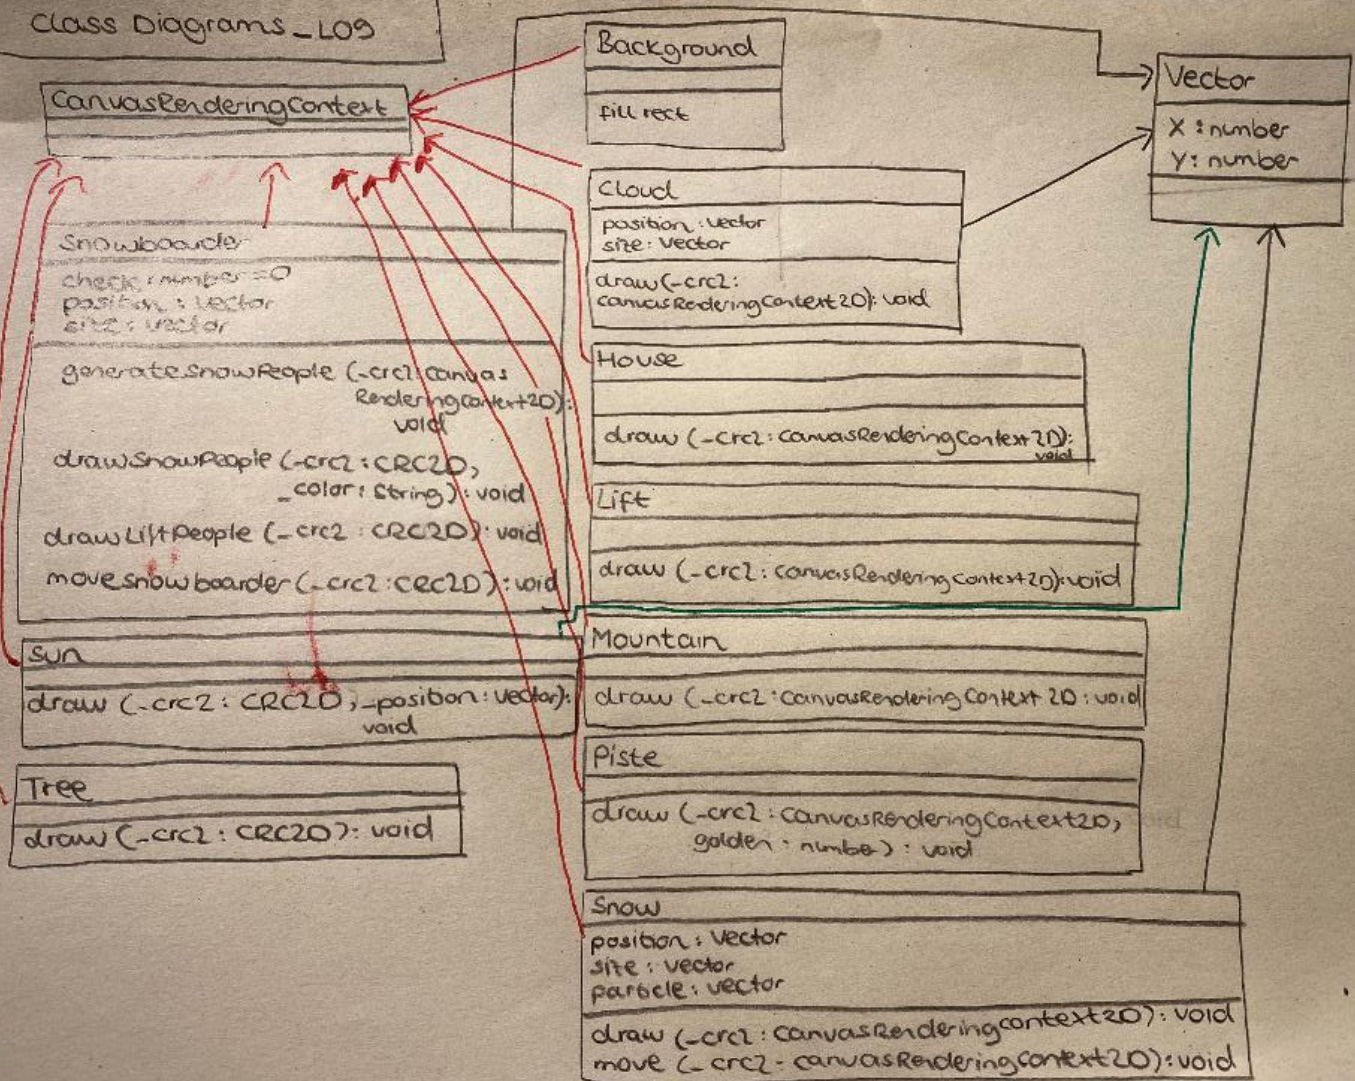 Class Diagrams_L09
CanvasRenderingContext
Snowboarder
check: number = 0
position: Vector
size: vector
generateSnowPeople (_crc2: canvas
RenderingContext2D):
void
drawSnowPeople (_crc2: CRC2D,
_color: String): void
drawLiftPeople (_crc2: CRC2D): void
moveSnowboarder (_crc2: CRC2D): void
Sun
draw (_crc2: CRC2D, _position: Vector):
void
Tree
draw (_crc2: CRC2D): void
Background
fill rect
Cloud
position: Vector
size: Vector
draw (_crc2:
canvasRenderingContext2D): void
House
draw (_crc2: CanvasRenderingContext2D):
void
Lift
draw (_crc2: canvasRenderingContext2D): void
Mountain
draw (_crc2: CanvasRenderingContext 2D: void
Piste
draw (_crc2: CanvasRenderingContext2D,
golden: number): void
Snow
position: Vector
size: vector
particle: vector
draw (_crc2: CanvasRenderingContext2D): void
move (_crc2- canvasRenderingContext2D): void
Vector
X: number
Y: number